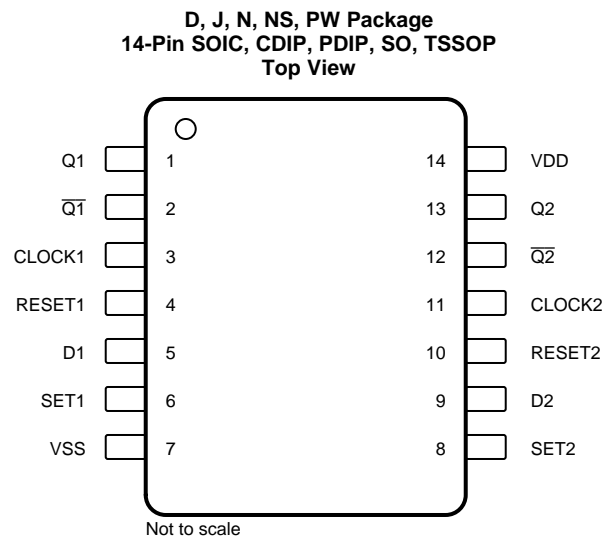 D, J, N, NS, PW Package
14-Pin SOIC, CDIP, PDIP, SO, TSSOP
Top View
Q1 1 14 VDD
Q̅1̅ 2 13 Q2
CLOCK1 3 12 Q̅2̅
RESET1 4 11 CLOCK2
D1 5 10 RESET2
SET1 6 9 D2
VSS 7 8 SET2
Not to scale